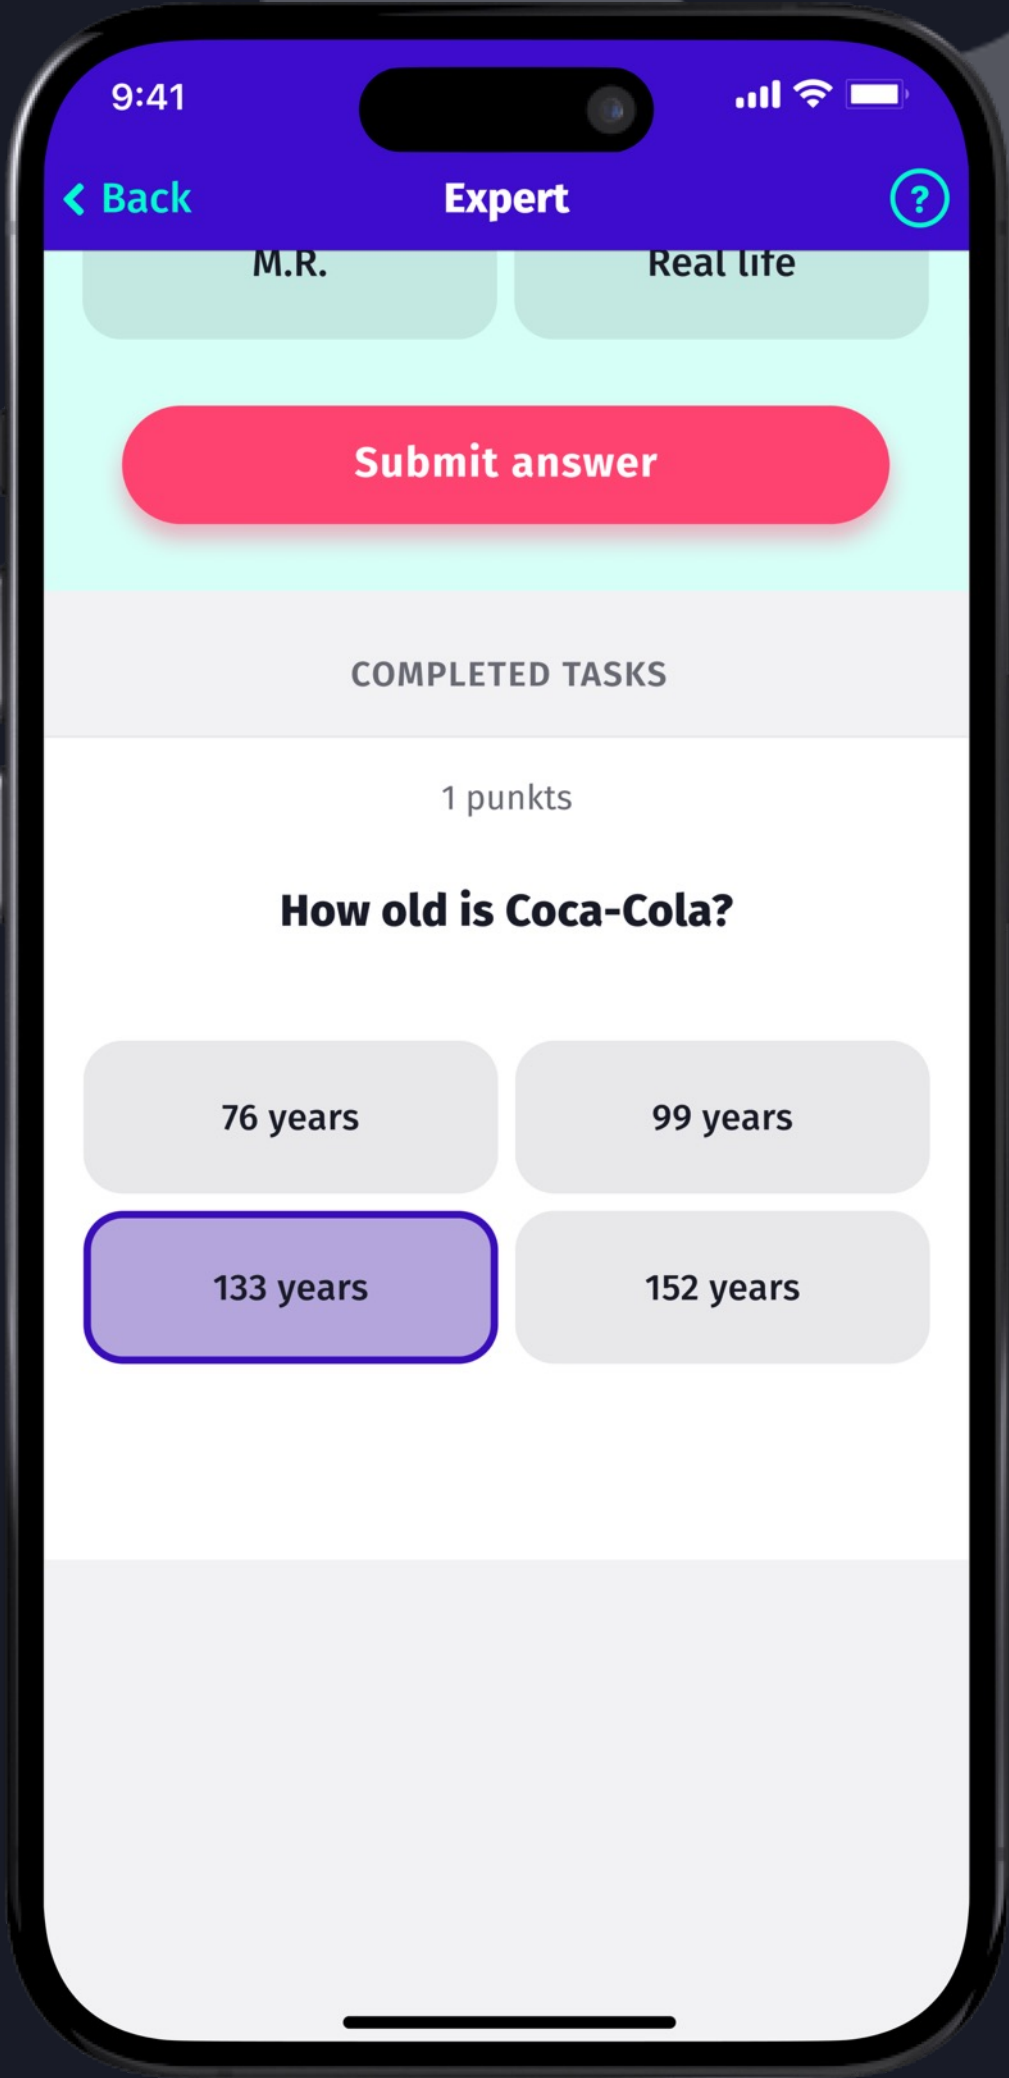 9:41
Back
Expert
?
M.R.
Real life
Submit answer
COMPLETED TASKS
1 punkts
How old is Coca-Cola?
76 years
99 years
133 years
152 years